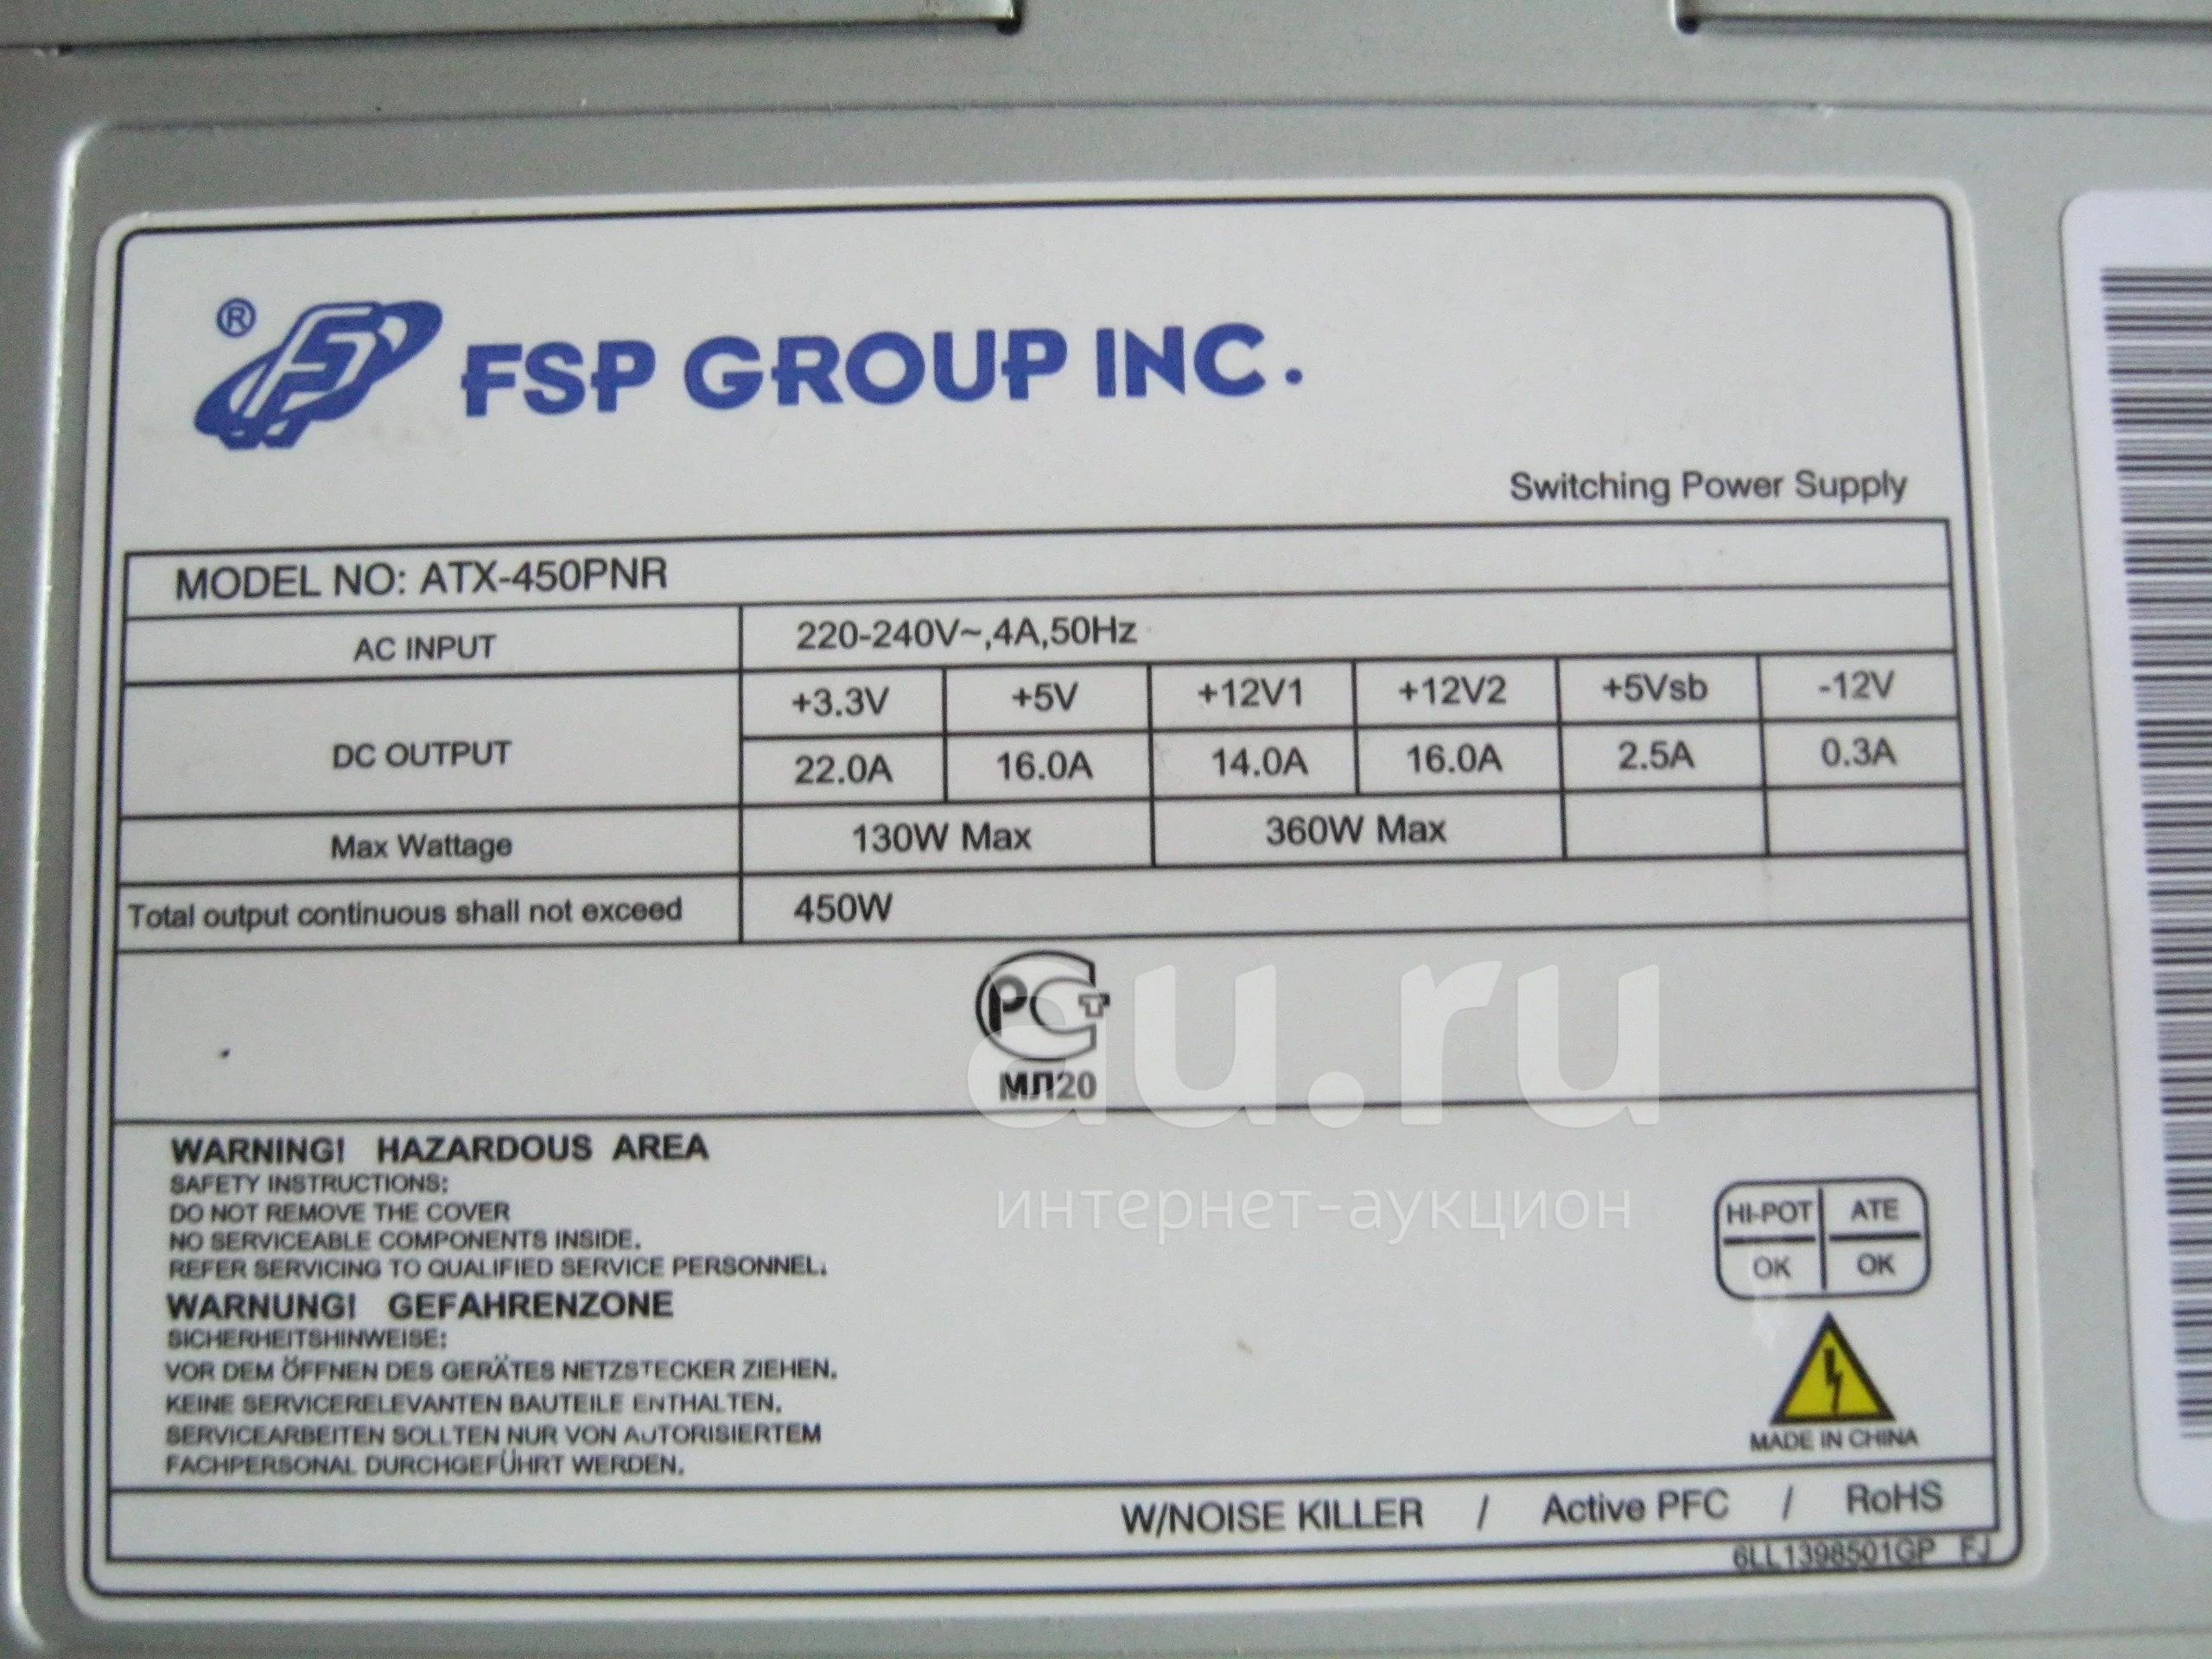 ® FSP GROUP INC.
Switching Power Supply
MODEL NO: ATX-450PNR
AC INPUT 220-240V~,4A,50Hz
+3.3V +5V +12V1 +12V2 +5Vsb -12V
DC OUTPUT
22.0A 16.0A 14.0A 16.0A 2.5A 0.3A
Max Wattage 130W Max 360W Max
Total output continuous shall not exceed 450W
РСТ
МЛ20
au.ru
интернет-аукцион
WARNING! HAZARDOUS AREA
SAFETY INSTRUCTIONS:
DO NOT REMOVE THE COVER
NO SERVICEABLE COMPONENTS INSIDE.
REFER SERVICING TO QUALIFIED SERVICE PERSONNEL.
WARNUNG! GEFAHRENZONE
SICHERHEITSHINWEISE:
VOR DEM ÖFFNEN DES GERÄTES NETZSTECKER ZIEHEN.
KEINE SERVICERELEVANTEN BAUTEILE ENTHALTEN.
SERVICEARBEITEN SOLLTEN NUR VON AUTORISIERTEM
FACHPERSONAL DURCHGEFÜHRT WERDEN.
HI-POT ATE
OK OK
MADE IN CHINA
W/NOISE KILLER / Active PFC / RoHS
6LL1398501GP FJ